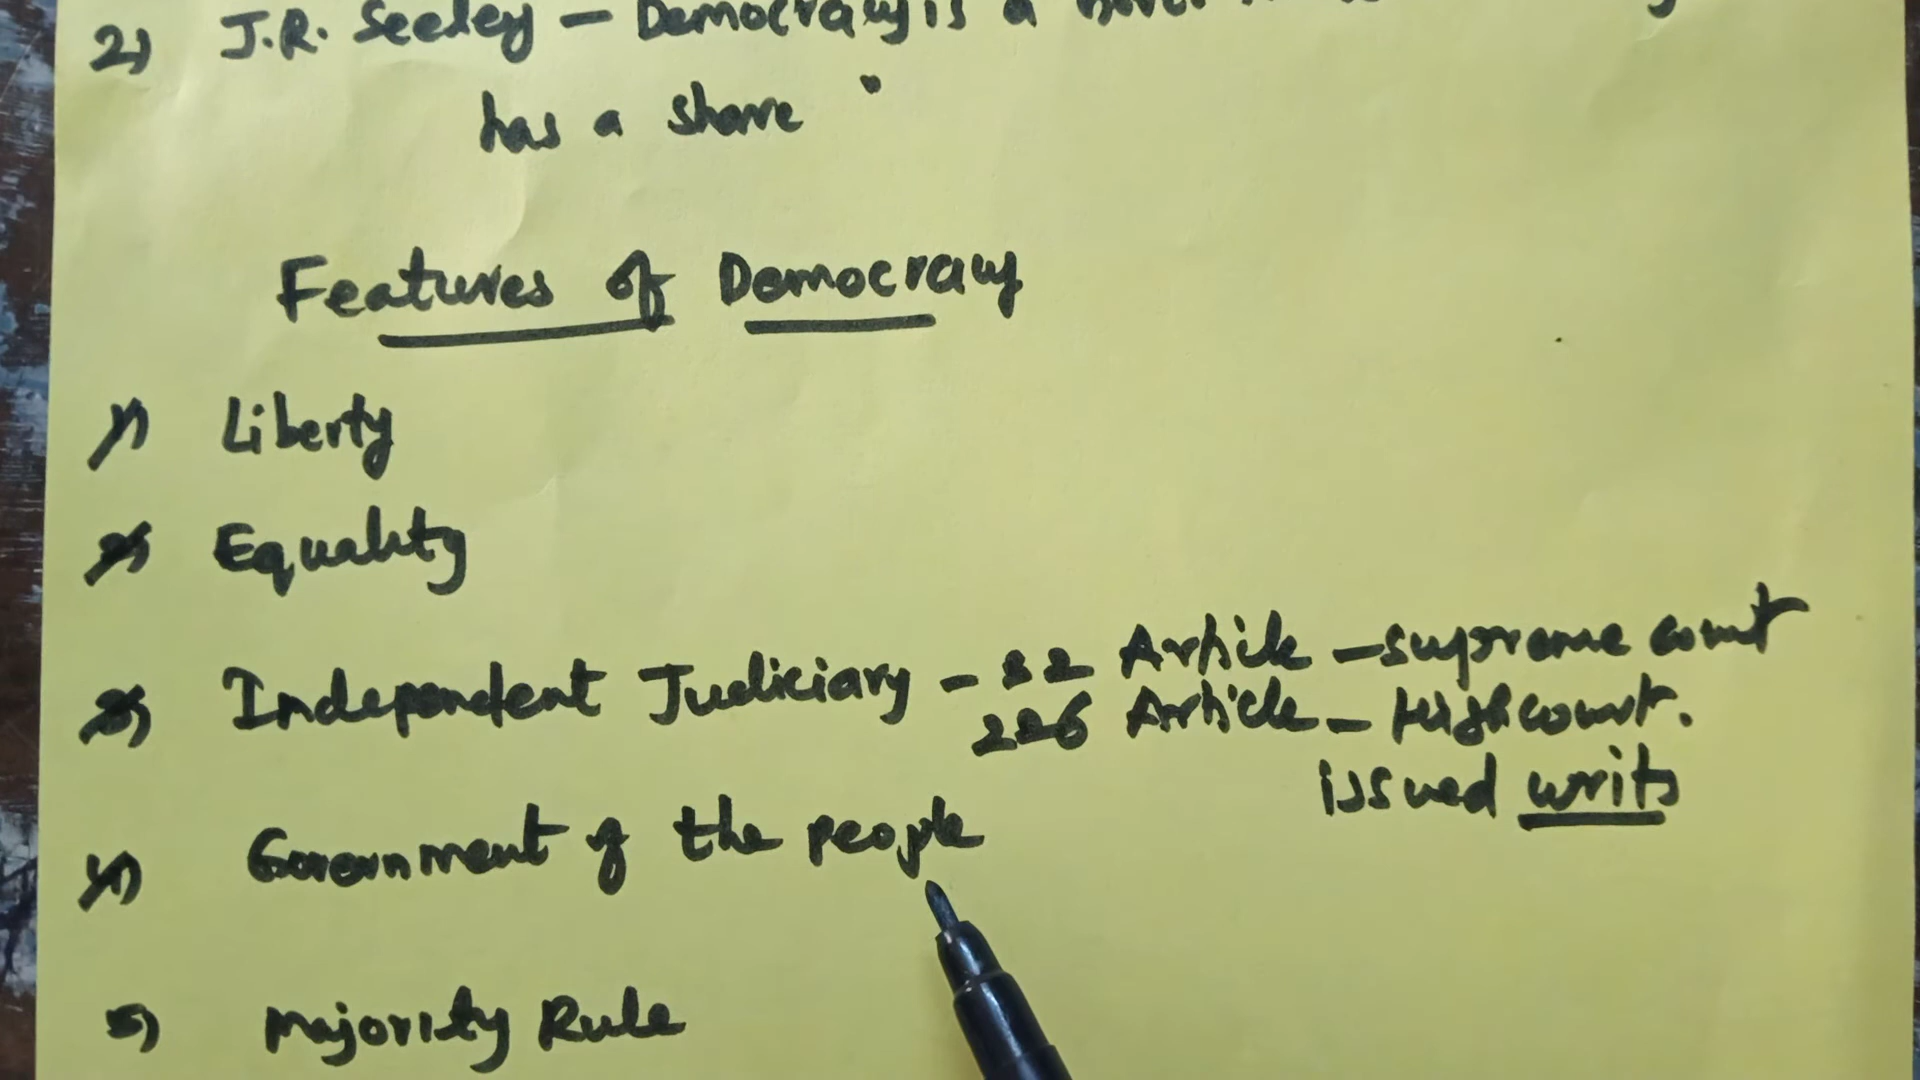 2) J.R. Seeley – Democracy is a
has a share "
Features of Democracy
1) Liberty
2) Equality
3) Independent Judiciary – 32 Article – Supreme Court
226 Article – High court.
issued writs
4) Government of the people
5) Majority Rule